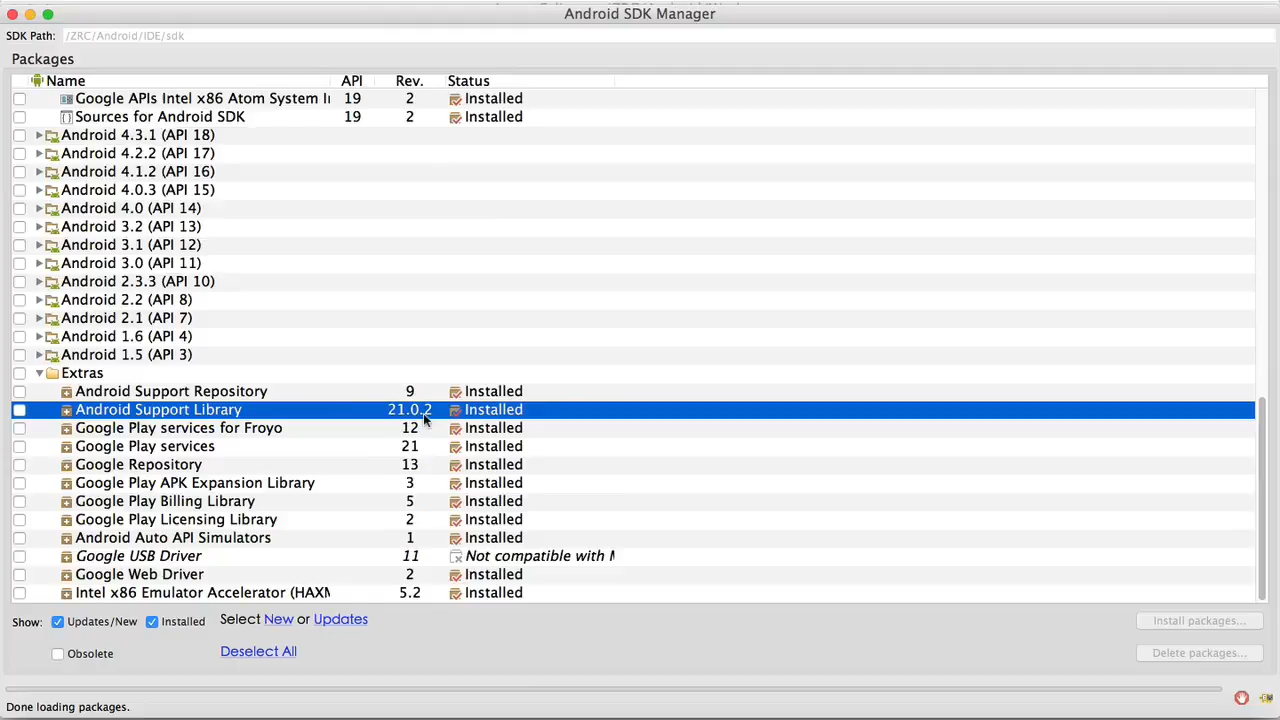 Android SDK Manager
SDK Path: /ZRC/Android/IDE/sdk
Packages
Name API Rev. Status
Google APIs Intel x86 Atom System Ir 19 2 Installed
Sources for Android SDK 19 2 Installed
Android 4.3.1 (API 18)
Android 4.2.2 (API 17)
Android 4.1.2 (API 16)
Android 4.0.3 (API 15)
Android 4.0 (API 14)
Android 3.2 (API 13)
Android 3.1 (API 12)
Android 3.0 (API 11)
Android 2.3.3 (API 10)
Android 2.2 (API 8)
Android 2.1 (API 7)
Android 1.6 (API 4)
Android 1.5 (API 3)
Extras
Android Support Repository 9 Installed
Android Support Library 21.0.2 Installed
Google Play services for Froyo 12 Installed
Google Play services 21 Installed
Google Repository 13 Installed
Google Play APK Expansion Library 3 Installed
Google Play Billing Library 5 Installed
Google Play Licensing Library 2 Installed
Android Auto API Simulators 1 Installed
Google USB Driver 11 Not compatible with
Google Web Driver 2 Installed
Intel x86 Emulator Accelerator (HAXM 5.2 Installed
Show: Updates/New Installed Select New or Updates Install packages...
Obsolete Deselect All Delete packages...
Done loading packages.